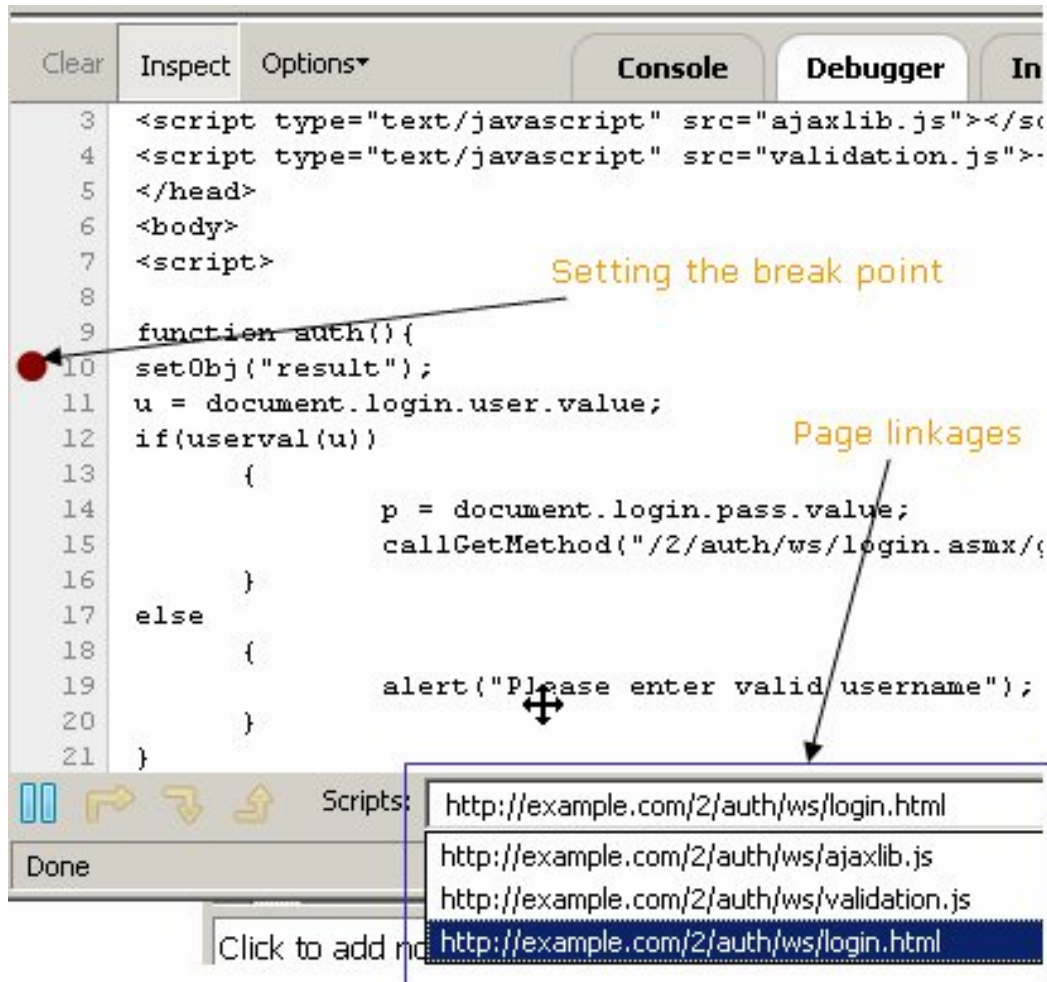 Clear Inspect Options Console Debugger In
3 <script type="text/javascript" src="ajaxlib.js"></s
4 <script type="text/javascript" src="validation.js">
5 </head>
6 <body>
7 <script>
Setting the break point
8
9 function auth(){
10 setObj("result");
11 u = document.login.user.value;
12 if(userval(u))
Page linkages
13 {
14 p = document.login.pass.value;
15 callGetMethod("/2/auth/ws/login.asmx/
16 }
17 else
18 {
19 alert("Please enter valid username");
20 }
21 }
Scripts: http://example.com/2/auth/ws/login.html
Done
http://example.com/2/auth/ws/ajaxlib.js
http://example.com/2/auth/ws/validation.js
http://example.com/2/auth/ws/login.html
Click to add